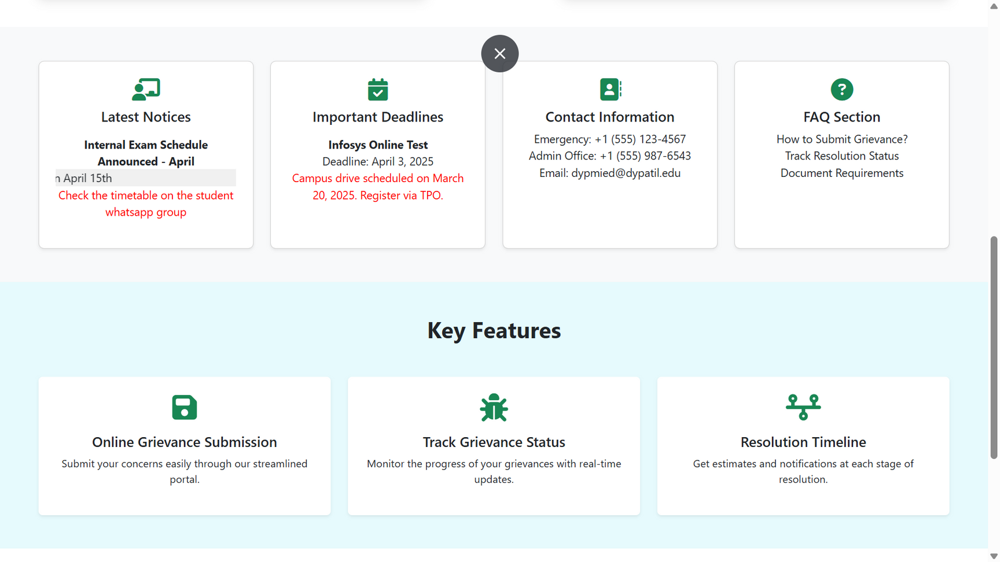 Latest Notices
Internal Exam Schedule
Announced - April
April 15th
Check the timetable on the student
whatsapp group
Important Deadlines
Infosys Online Test
Deadline: April 3, 2025
Campus drive scheduled on March
20, 2025. Register via TPO.
Contact Information
Emergency: +1 (555) 123-4567
Admin Office: +1 (555) 987-6543
Email: dypmied@dypatil.edu
FAQ Section
How to Submit Grievance?
Track Resolution Status
Document Requirements
Key Features
Online Grievance Submission
Submit your concerns easily through our streamlined
portal.
Track Grievance Status
Monitor the progress of your grievances with real-time
updates.
Resolution Timeline
Get estimates and notifications at each stage of
resolution.